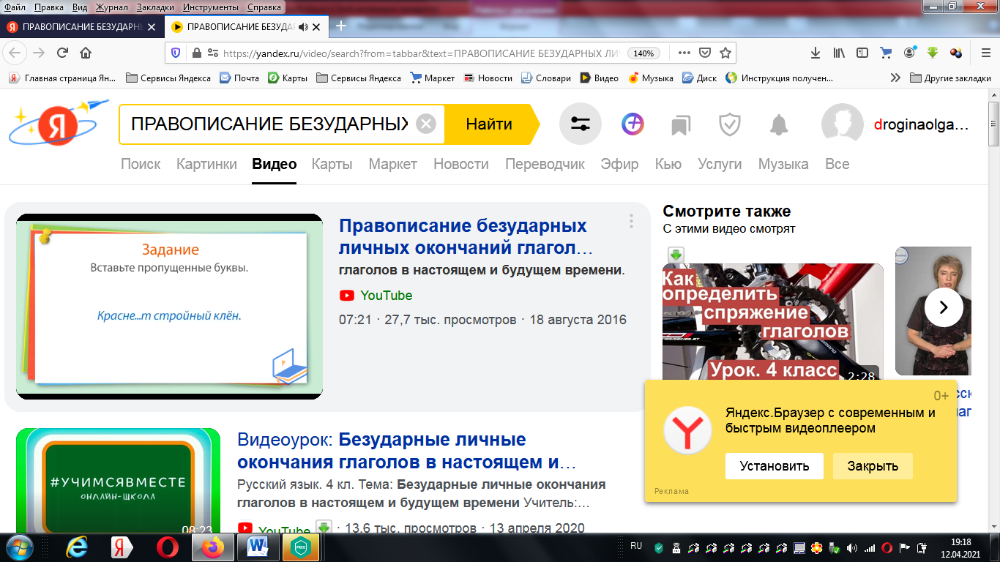 Файл Правка Вид Журнал Закладки Инструменты Справка
ПРАВОПИСАНИЕ БЕЗУДАРН
ПРАВОПИСАНИЕ БЕЗУДАР
https://yandex.ru/video/search?from=tabbar&text=ПРАВОПИСАНИЕ БЕЗУДАРНЫХ ЛИЧ
140%
Главная страница Ян... Сервисы Яндекса Почта Карты Сервисы Яндекса Маркет Новости Словари Видео Музыка Диск Инструкция получен... Другие закладки
Я
ПРАВОПИСАНИЕ БЕЗУДАРНЫХ
Найти
droginaolga...
Поиск Картинки Видео Карты Маркет Новости Переводчик Эфир Кью Услуги Музыка Все
Задание
Вставьте пропущенные буквы.
Красне...т стройный клён.
Правописание безударных
личных окончаний глагол...
глаголов в настоящем и будущем времени.
YouTube
07:21 · 27,7 тыс. просмотров · 18 августа 2016
Смотрите также
С этими видео смотрят
Как
определить
спряжение
глаголов
Урок. 4 класс
2:28
#УЧИМСЯВМЕСТЕ
ОНЛАЙН-ШКОЛА
08:23
Видеоурок: Безударные личные
окончания глаголов в настоящем и...
Русский язык. 4 кл. Тема: Безударные личные окончания
глаголов в настоящем и будущем времени Учитель:...
YouTube · 13,6 тыс. просмотров · 13 апреля 2020
0+
Яндекс.Браузер с современным и
быстрым видеоплеером
Установить
Закрыть
Реклама
FREE
RU
19:18
12.04.2021